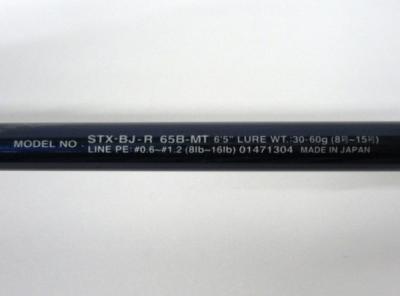 MODEL NO. STX-BJ-R 65B-MT 6'5" LURE WT.:30-60g (8号~15号)
LINE PE: #0.6~#1.2 (8lb~16lb) 01471304 MADE IN JAPAN